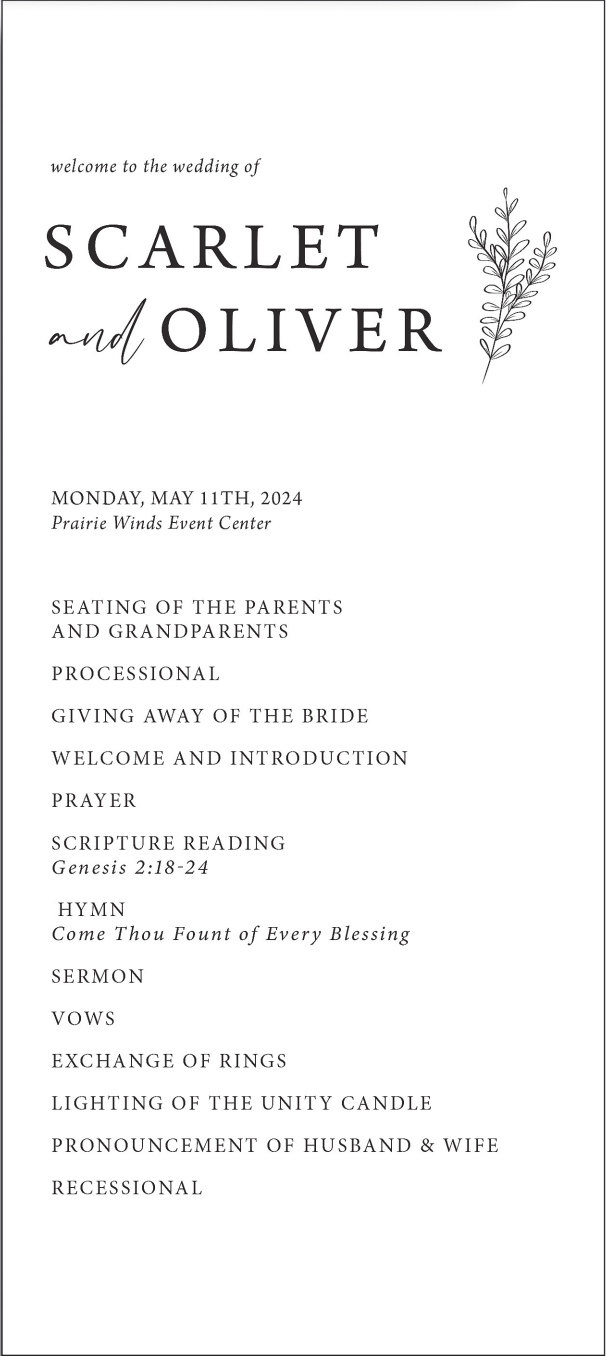 welcome to the wedding of
SCARLET
and OLIVER
MONDAY, MAY 11TH, 2024
Prairie Winds Event Center
SEATING OF THE PARENTS
AND GRANDPARENTS
PROCESSIONAL
GIVING AWAY OF THE BRIDE
WELCOME AND INTRODUCTION
PRAYER
SCRIPTURE READING
Genesis 2:18-24
HYMN
Come Thou Fount of Every Blessing
SERMON
VOWS
EXCHANGE OF RINGS
LIGHTING OF THE UNITY CANDLE
PRONOUNCEMENT OF HUSBAND & WIFE
RECESSIONAL